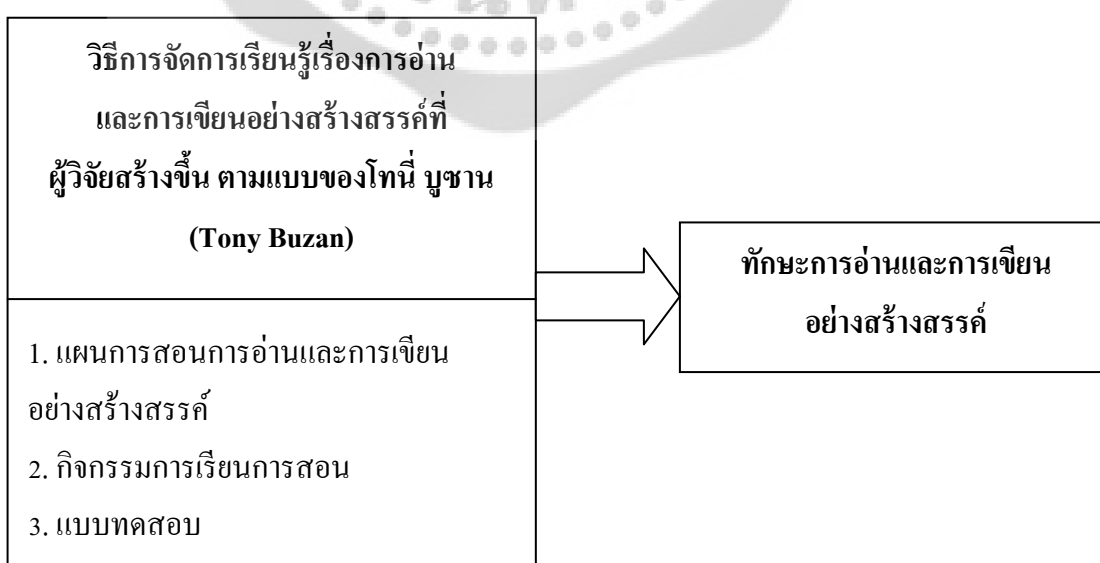 วิธีการจัดการเรียนรู้เรื่องการอ่าน
และการเขียนอย่างสร้างสรรค์ที่
ผู้วิจัยสร้างขึ้น ตามแบบของโทนี่ บูซาน
(Tony Buzan)
1. แผนการสอนการอ่านและการเขียน
อย่างสร้างสรรค์
2. กิจกรรมการเรียนการสอน
3. แบบทดสอบ
ทักษะการอ่านและการเขียน
อย่างสร้างสรรค์